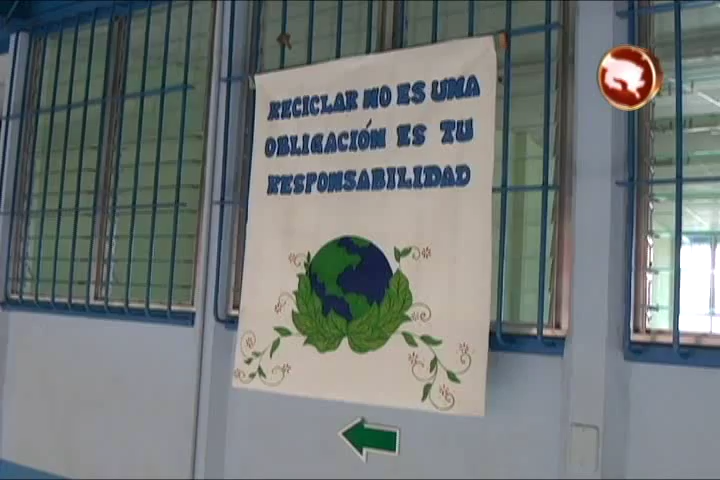 RECICLAR NO ES UNA
OBLIGACIÓN ES TU
RESPONSABILIDAD